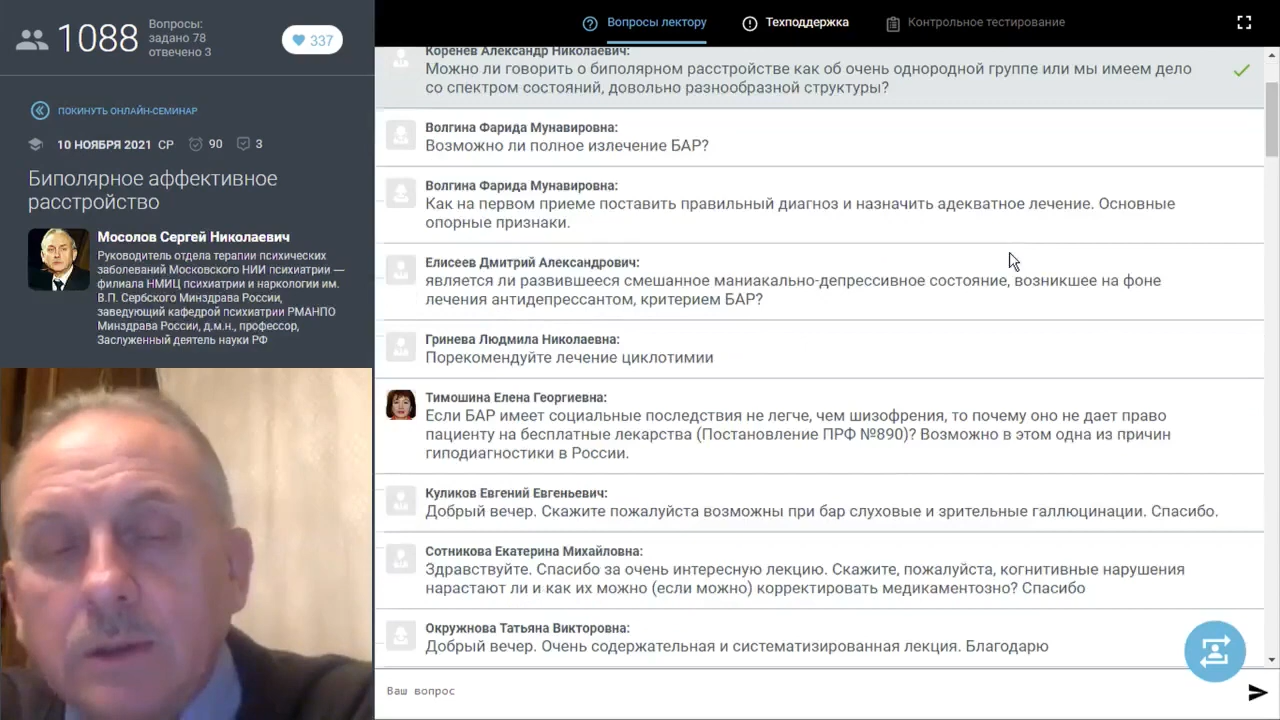 1088
Вопросы:
задано 78
отвечено 3
337
Вопросы лектору
Техподдержка
Контрольное тестирование
ПОКИНУТЬ ОНЛАЙН-СЕМИНАР
10 НОЯБРЯ 2021 СР 90 3
Биполярное аффективное
расстройство
Мосолов Сергей Николаевич
Руководитель отдела терапии психических
заболеваний Московского НИИ психиатрии —
филиала НМИЦ психиатрии и наркологии им.
В.П. Сербского Минздрава России,
заведующий кафедрой психиатрии РМАНПО
Минздрава России, д.м.н., профессор,
Заслуженный деятель науки РФ
Коренев Александр Николаевич:
Можно ли говорить о биполярном расстройстве как об очень однородной группе или мы имеем дело
со спектром состояний, довольно разнообразной структуры?
Волгина Фарида Мунавировна:
Возможно ли полное излечение БАР?
Волгина Фарида Мунавировна:
Как на первом приеме поставить правильный диагноз и назначить адекватное лечение. Основные
опорные признаки.
Елисеев Дмитрий Александрович:
является ли развившееся смешанное маниакально-депрессивное состояние, возникшее на фоне
лечения антидепрессантом, критерием БАР?
Гринева Людмила Николаевна:
Порекомендуйте лечение циклотимии
Тимошина Елена Георгиевна:
Если БАР имеет социальные последствия не легче, чем шизофрения, то почему оно не дает право
пациенту на бесплатные лекарства (Постановление ПРФ №890)? Возможно в этом одна из причин
гиподиагностики в России.
Куликов Евгений Евгеньевич:
Добрый вечер. Скажите пожалуйста возможны при бар слуховые и зрительные галлюцинации. Спасибо.
Сотникова Екатерина Михайловна:
Здравствуйте. Спасибо за очень интересную лекцию. Скажите, пожалуйста, когнитивные нарушения
нарастают ли и как их можно (если можно) корректировать медикаментозно? Спасибо
Окружнова Татьяна Викторовна:
Добрый вечер. Очень содержательная и систематизированная лекция. Благодарю
Ваш вопрос